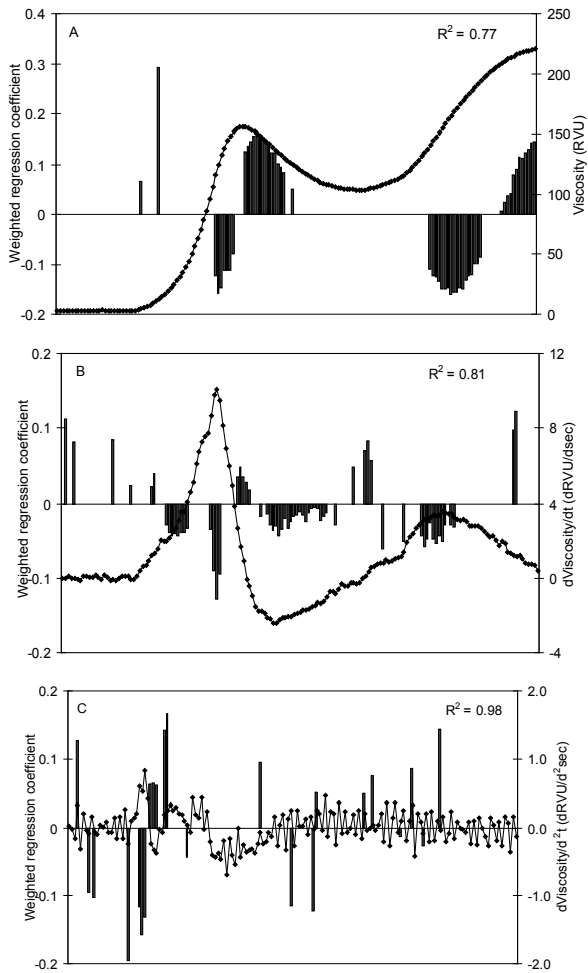 A
R² = 0.77
Weighted regression coefficient
0.4
0.3
0.2
0.1
0
-0.1
-0.2
250
200
150
100
50
0
Viscosity (RVU)
B
R² = 0.81
Weighted regression coefficient
0.2
0.1
0
-0.1
-0.2
12
8
4
0
-4
dViscosity/dt (dRVU/dsec)
C
R² = 0.98
Weighted regression coefficient
0.2
0.1
0
-0.1
-0.2
2.0
1.0
0.0
-1.0
-2.0
dViscosity/d²t (dRVU/d²sec)